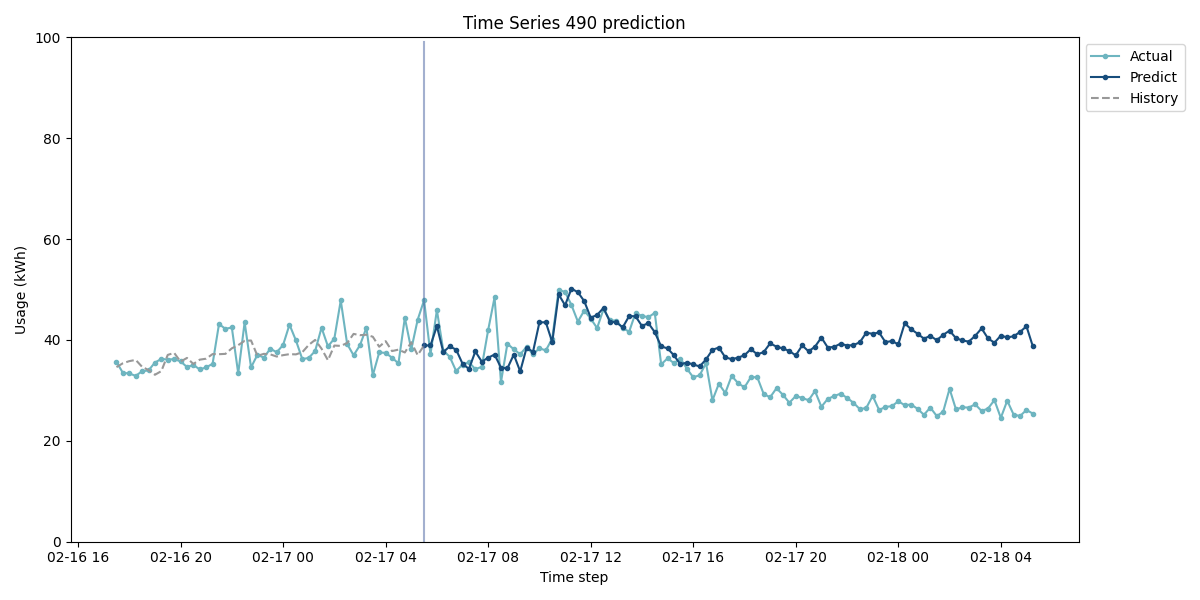 Time Series 490 prediction
100
80
60
40
20
0
Usage (kWh)
02-16 16
02-16 20
02-17 00
02-17 04
02-17 08
02-17 12
02-17 16
02-17 20
02-18 00
02-18 04
Time step
Actual
Predict
History